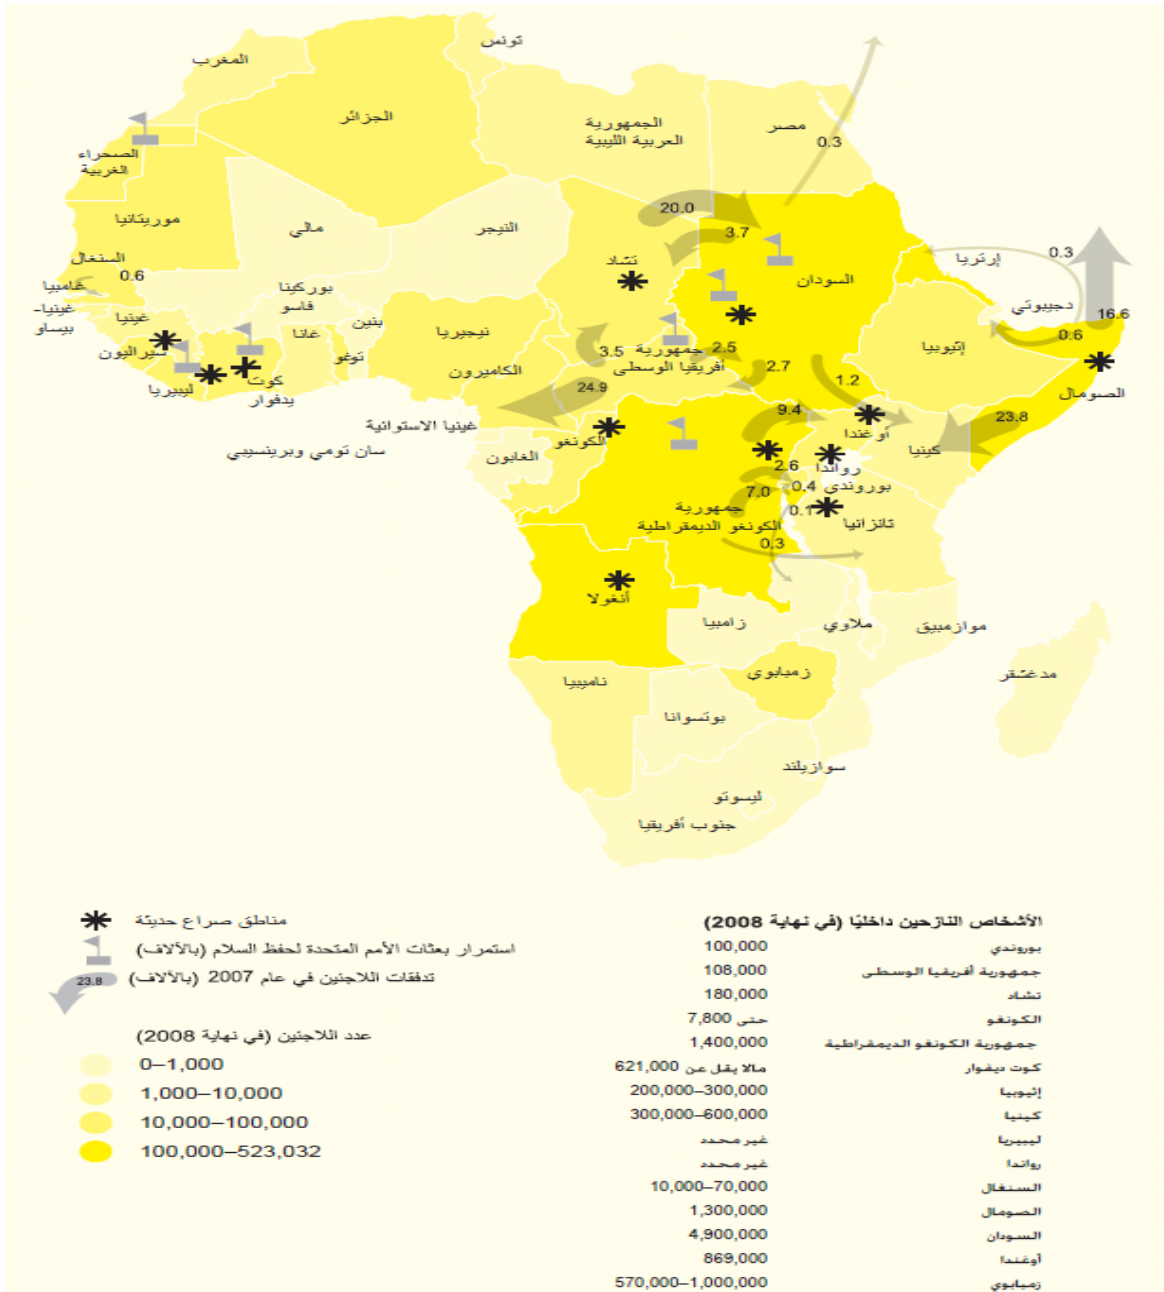 تونس
المغرب
الجزائر
الجمهورية
العربية الليبية
مصر
0.3
الصحراء
الغربية
موريتانيا
مالي
النيجر
20.0
3.7
تشاد
السودان
إرتريا
0.3
السنغال
0.6
غامبيا
غينيا-
بيساو
غينيا
بوركينا
فاسو
بنين
غانا
توغو
نيجيريا
دجيبوتي
16.6
0.6
إثيوبيا
سيراليون
ليبيريا
كوت
يدفوار
الكاميرون
3.5
جمهورية
أفريقيا الوسطى
2.5
2.7
1.2
الصومال
24.9
9.4
23.8
غينيا الاستوانية
سان تومي وبرينسيبي
الغابون
الكونغو
أوغندا
كينيا
2.6
رواندا
7.0
0.4
بوروندي
0.1
جمهورية
الكونغو الديمقراطية
تانزانيا
0.3
أنغولا
زامبيا
ملاوي
موازمبيق
زمبابوي
مدغشقر
ناميبيا
بوتسوانا
سوازيلند
ليسوتو
جنوب أفريقيا
مناطق صراع حديثة
استمرار بعثات الأمم المتحدة لحفظ السلام (بالآلاف)
23.8 تدفقات اللاجئين في عام 2007 (بالآلاف)
عدد اللاجئين (في نهاية 2008)
0–1,000
1,000–10,000
10,000–100,000
100,000–523,032
الأشخاص النازحين داخليًا (في نهاية 2008)
بوروندي 100,000
جمهورية أفريقيا الوسطى 108,000
تشاد 180,000
الكونغو حتى 7,800
جمهورية الكونغو الديمقراطية 1,400,000
كوت ديفوار مالا يقل عن 621,000
إثيوبيا 200,000–300,000
كينيا 300,000–600,000
ليبيريا غير محدد
رواندا غير محدد
السنغال 10,000–70,000
الصومال 1,300,000
السودان 4,900,000
أوغندا 869,000
زمبابوي 570,000–1,000,000